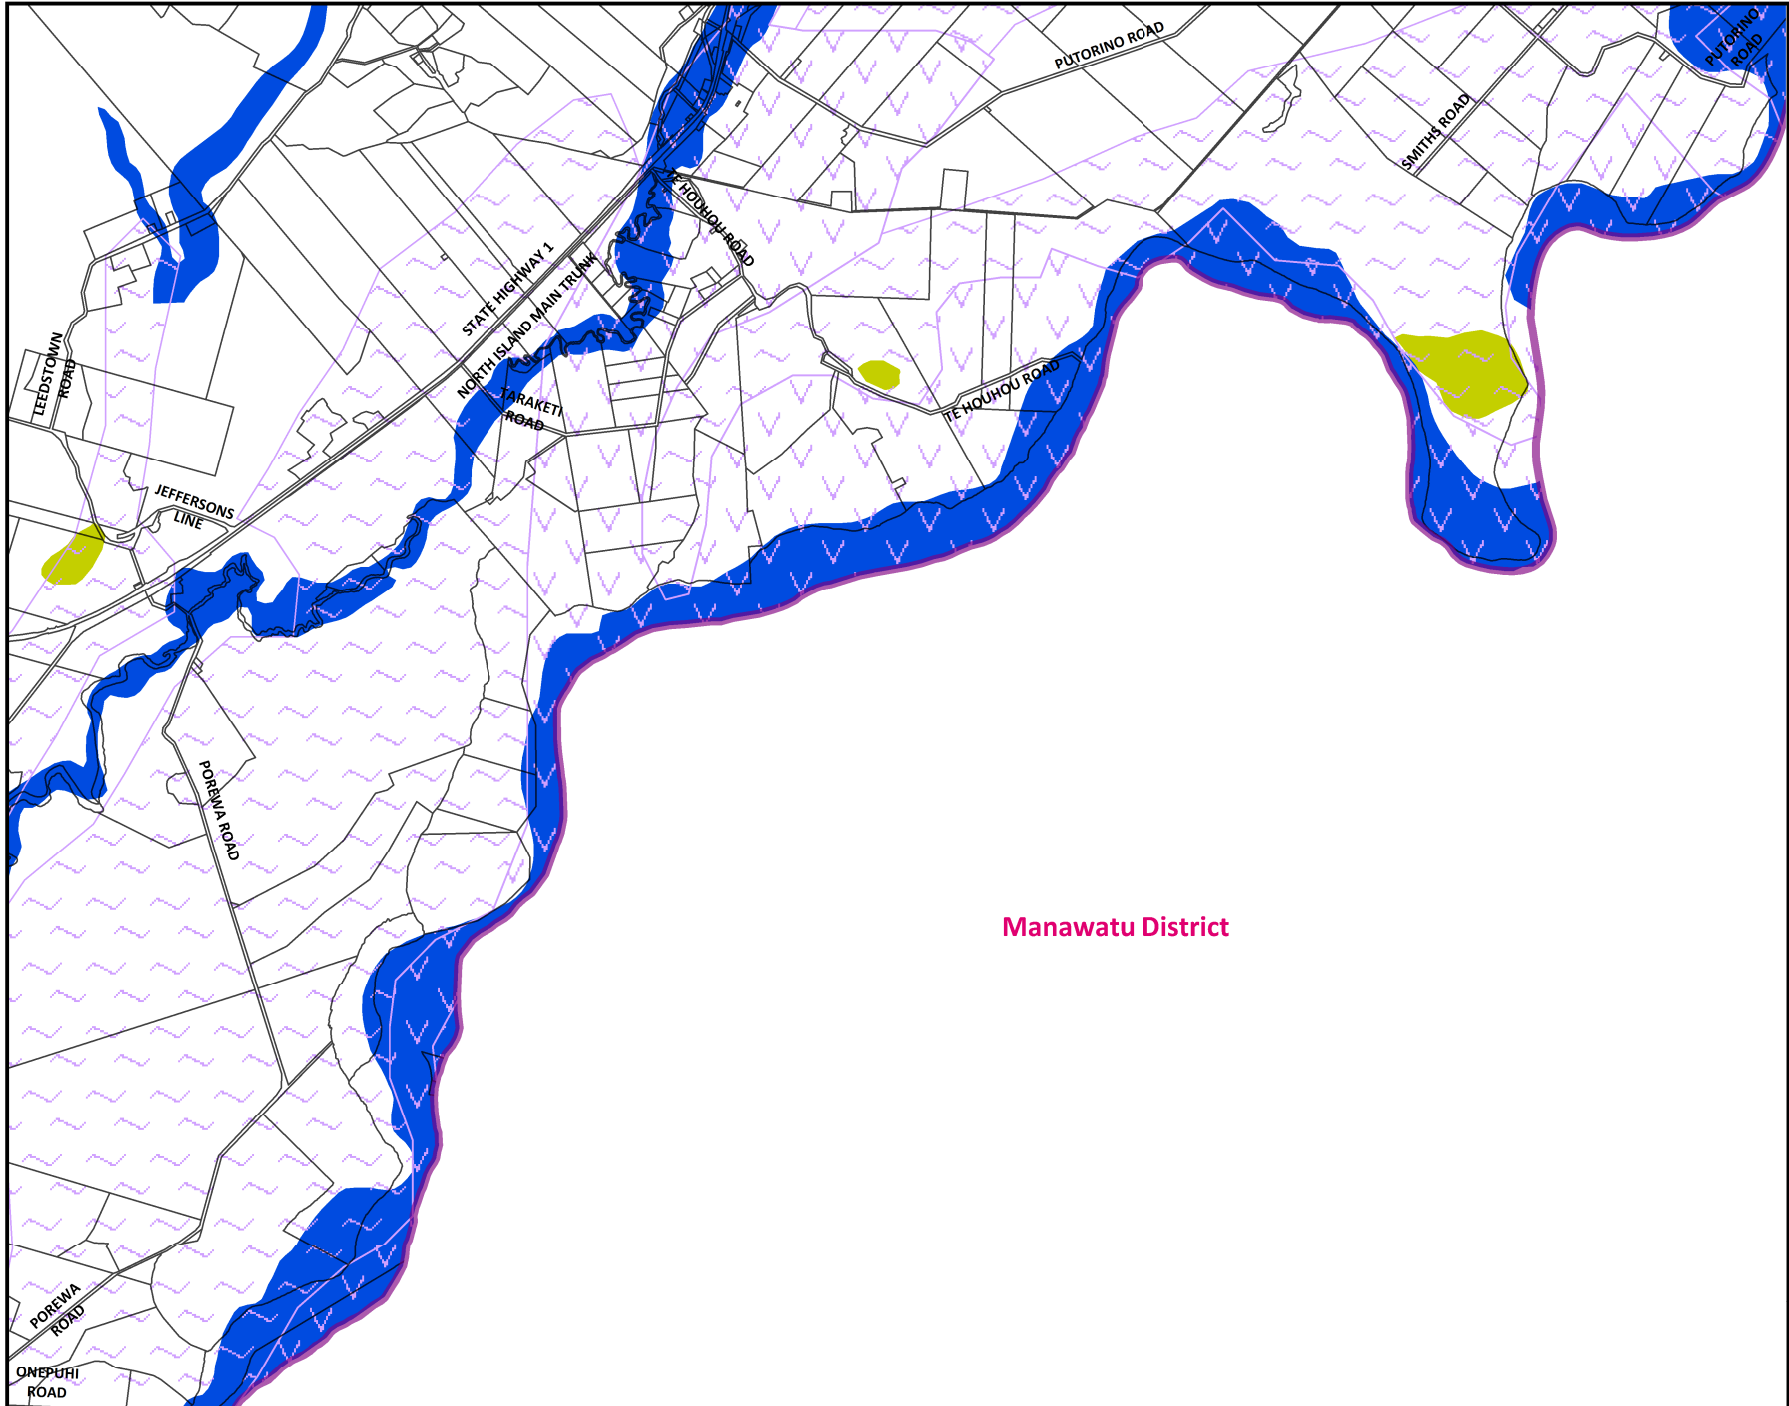 PUTORINO
ROAD
PUTORINO ROAD
SMITHS ROAD
TE HOUHOU ROAD
STATE HIGHWAY 1
NORTH ISLAND MAIN TRUNK
LEEDSTOWN
ROAD
TARAKETI
ROAD
TE HOUHOU ROAD
JEFFERSONS
LINE
POREWA ROAD
Manawatu District
POREWA
ROAD
ONEPUHI
ROAD